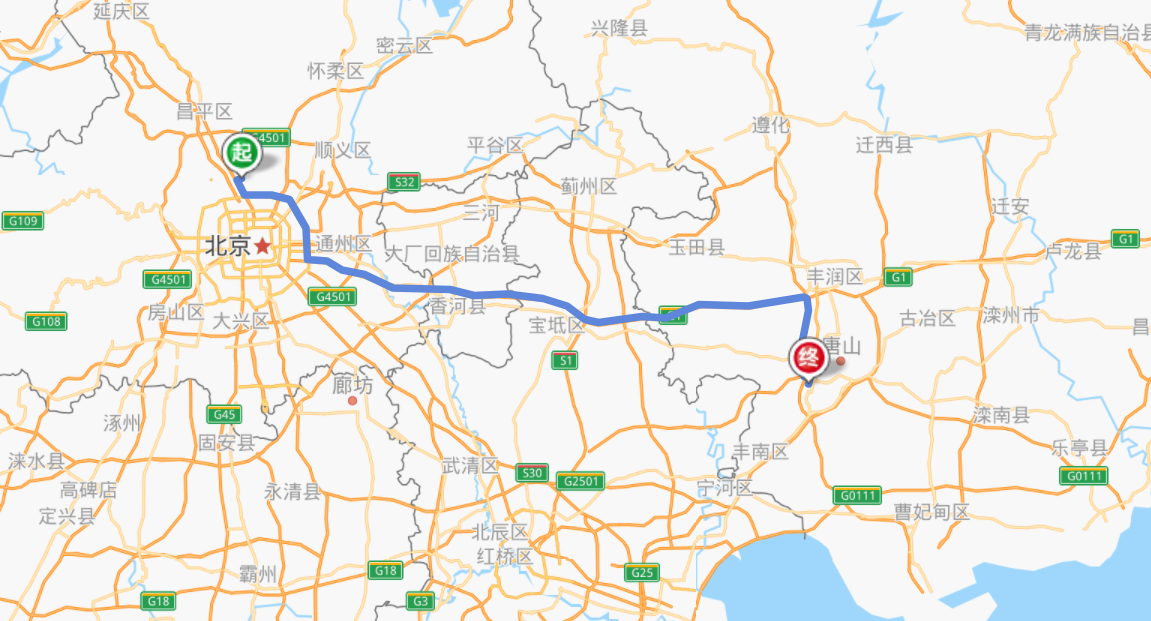 延庆区
兴隆县
青龙满族自治县
密云区
怀柔区
昌平区
G4501
遵化
起
顺义区
平谷区
迁西县
S32
蓟州区
G109
三河
迁安
北京
通州区
大厂回族自治县
玉田县
G1
卢龙县
G4501
丰润区
G1
G4501
香河县
房山区
大兴区
G108
宝坻区
古冶区
滦州市
昌
唐山
终
S1
廊坊
涿州
G45
固安县
滦南县
丰南区
乐亭县
涞水县
武清区
S30
G2501
G0111
高碑店
永清县
宁河区
G0111
定兴县
曹妃甸区
北辰区
红桥区
霸州
G18
G25
G18
G3